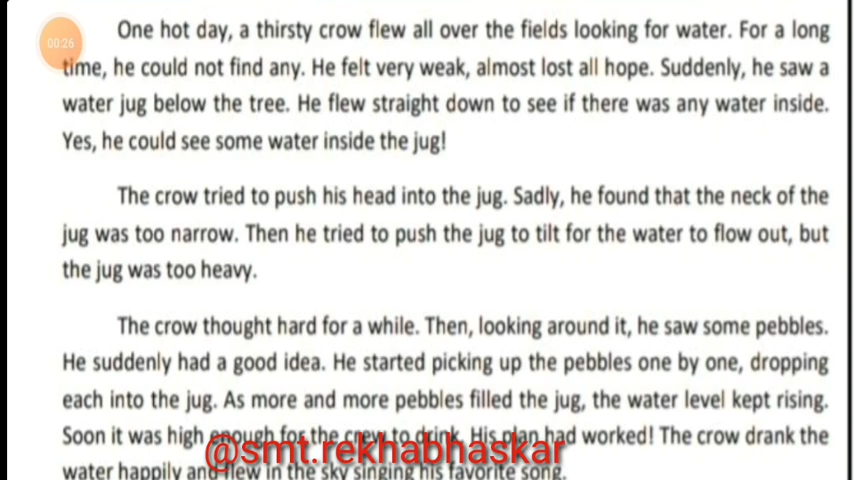 One hot day, a thirsty crow flew all over the fields looking for water. For a long
00:26
time, he could not find any. He felt very weak, almost lost all hope. Suddenly, he saw a
water jug below the tree. He flew straight down to see if there was any water inside.
Yes, he could see some water inside the jug!
The crow tried to push his head into the jug. Sadly, he found that the neck of the
jug was too narrow. Then he tried to push the jug to tilt for the water to flow out, but
the jug was too heavy.
The crow thought hard for a while. Then, looking around it, he saw some pebbles.
He suddenly had a good idea. He started picking up the pebbles one by one, dropping
each into the jug. As more and more pebbles filled the jug, the water level kept rising.
Soon it was high enough for the crow to drink. His plan had worked! The crow drank the
@smt.rekhabhaskar
water happily and flew in the sky singing his favorite song.